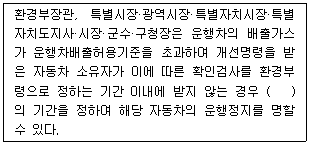 환경부장관, 특별시장·광역시장·특별자치시장·특별
자치도지사·시장·군수·구청장은 운행차의 배출가스
가 운행차배출허용기준을 초과하여 개선명령을 받
은 자동차 소유자가 이에 따른 확인검사를 환경부
령으로 정하는 기간 이내에 받지 않는 경우 (    )
의 기간을 정하여 해당 자동차의 운행정지를 명할
수 있다.